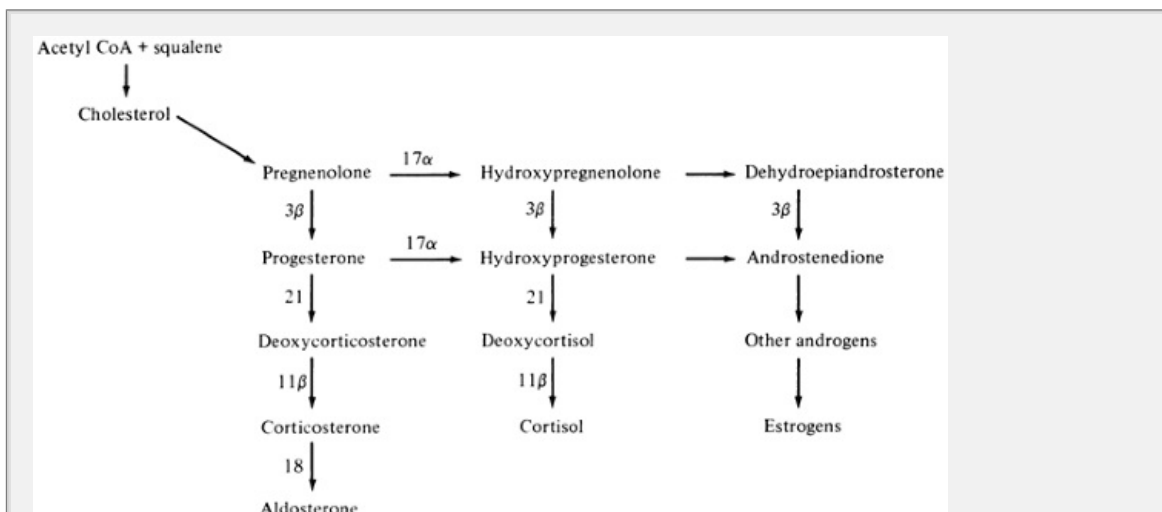 Acetyl CoA + squalene
Cholesterol
17α
Pregnenolone Hydroxypregnenolone Dehydroepiandrosterone
3β 3β 3β
17α
Progesterone Hydroxyprogesterone Androstenedione
21 21
Deoxycorticosterone Deoxycortisol Other androgens
11β 11β
Corticosterone Cortisol Estrogens
18
Aldosterone